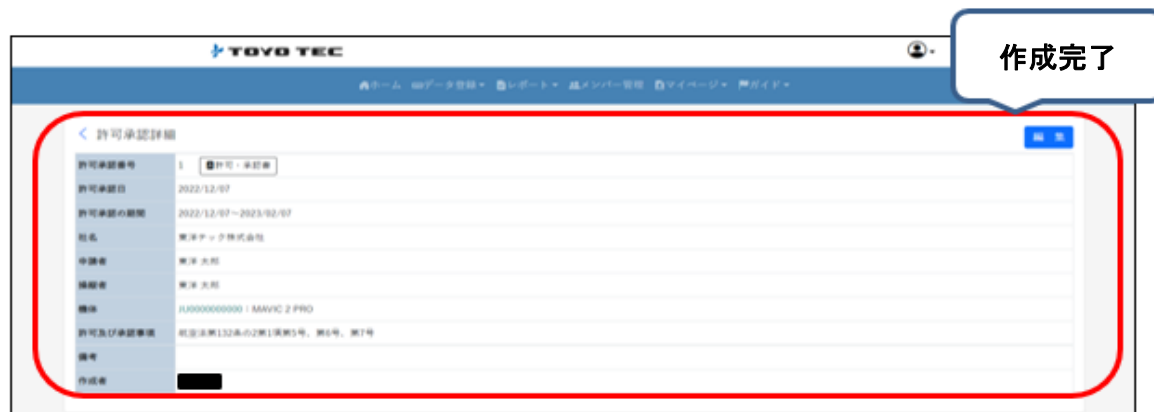 作成完了
TOYO TEC
ホーム データ登録 レポート メンバー管理 マイページ ガイド
許可承認詳細
編 集
許可承認番号 1 許可・承認書
許可承認日 2022/12/07
許可承認の期間 2022/12/07～2023/02/07
社名 東洋テック株式会社
申請者 東洋 太郎
操縦者 東洋 太郎
機体 JU0000000000 | MAVIC 2 PRO
許可及び承認事項 航空法第132条の2第1項第5号、第6号、第7号
備考
作成者